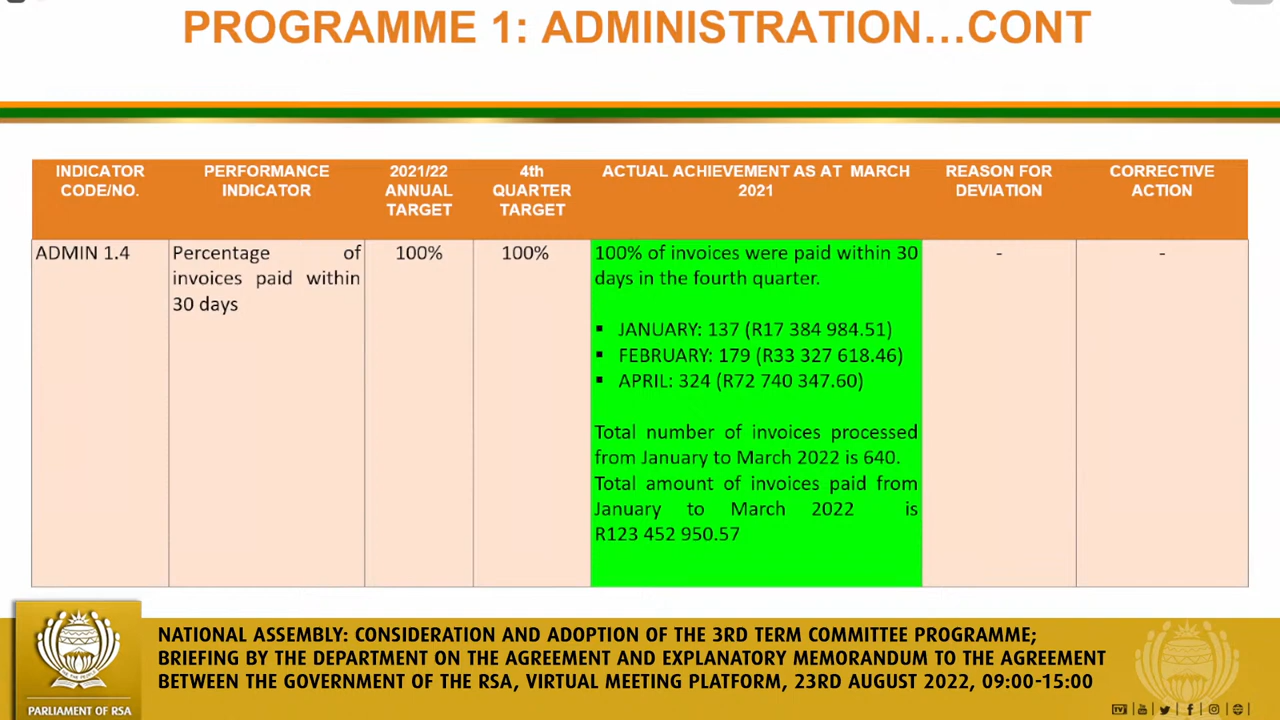 PROGRAMME 1: ADMINISTRATION…CONT
INDICATOR CODE/NO.
PERFORMANCE INDICATOR
2021/22 ANNUAL TARGET
4th QUARTER TARGET
ACTUAL ACHIEVEMENT AS AT MARCH 2021
REASON FOR DEVIATION
CORRECTIVE ACTION
ADMIN 1.4
Percentage of
invoices paid within
30 days
100%
100%
100% of invoices were paid within 30
days in the fourth quarter.
▪ JANUARY: 137 (R17 384 984.51)
▪ FEBRUARY: 179 (R33 327 618.46)
▪ APRIL: 324 (R72 740 347.60)
Total number of invoices processed
from January to March 2022 is 640.
Total amount of invoices paid from
January to March 2022 is
R123 452 950.57
-
-
NATIONAL ASSEMBLY: CONSIDERATION AND ADOPTION OF THE 3RD TERM COMMITTEE PROGRAMME;
BRIEFING BY THE DEPARTMENT ON THE AGREEMENT AND EXPLANATORY MEMORANDUM TO THE AGREEMENT
BETWEEN THE GOVERNMENT OF THE RSA, VIRTUAL MEETING PLATFORM, 23RD AUGUST 2022, 09:00-15:00
PARLIAMENT OF RSA